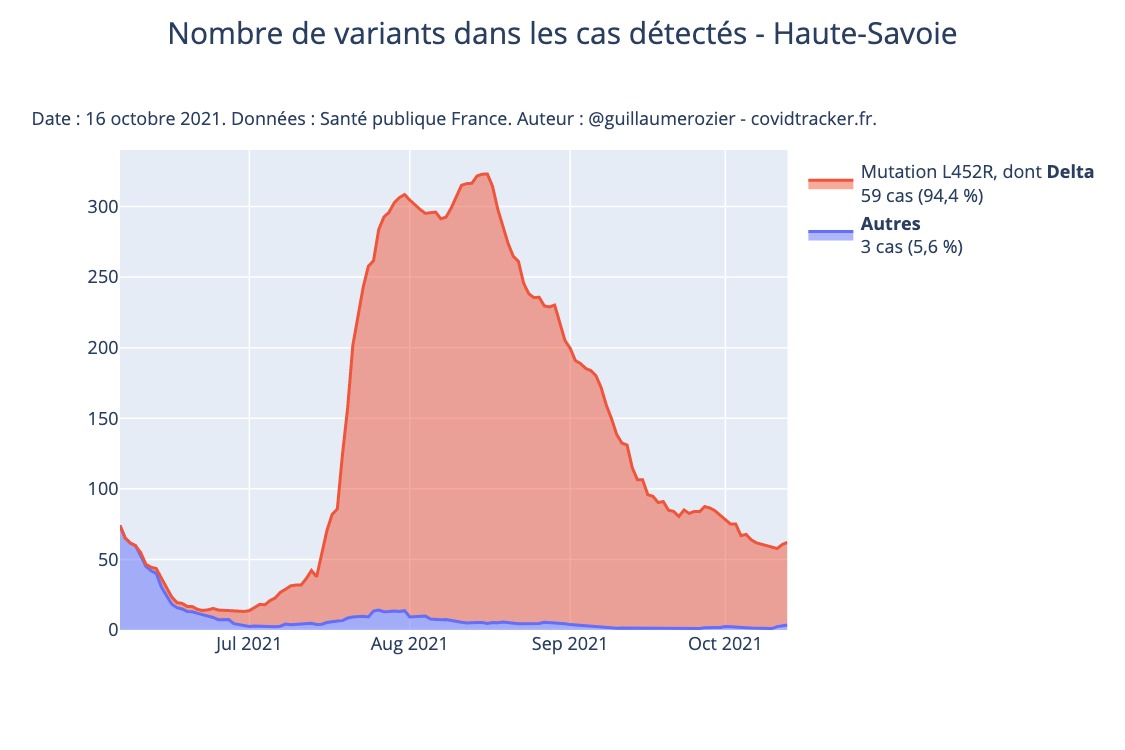 Nombre de variants dans les cas détectés - Haute-Savoie
Date : 16 octobre 2021. Données : Santé publique France. Auteur : @guillaumerozier - covidtracker.fr.
Mutation L452R, dont Delta
59 cas (94,4 %)
Autres
3 cas (5,6 %)
300
250
200
150
100
50
0
Jul 2021 Aug 2021 Sep 2021 Oct 2021